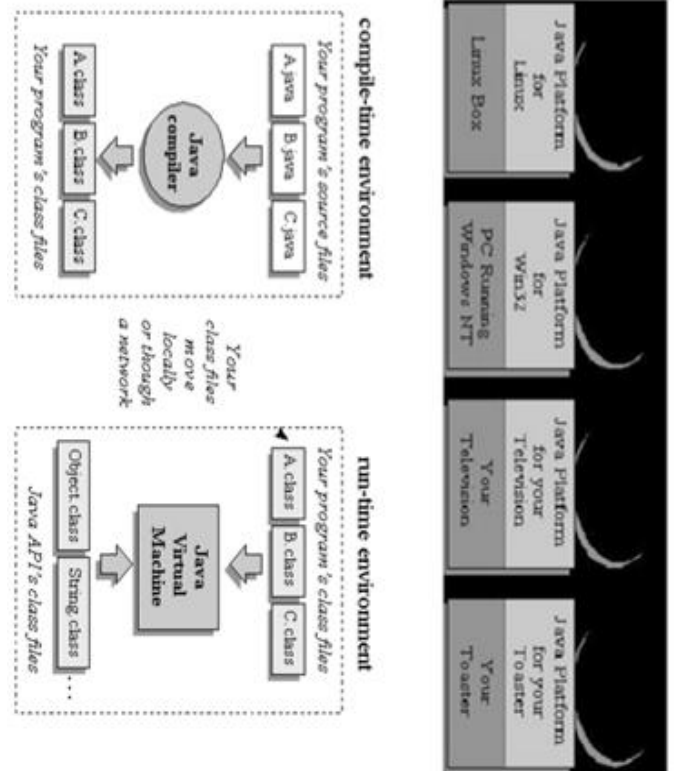 Java Platform
for
Linux
Linux Box
Java Platform
for
Win32
PC Running
Windows NT
Java Platform
for your
Television
Your
Television
Java Platform
for your
Toaster
Your
Toaster
compile-time environment
Your program's source files
A.java
B.java
C.java
Java
compiler
A.class
B.class
C.class
Your program's class files
Your
class files
move
locally
or though
a network
run-time environment
Your program's class files
A.class
B.class
C.class
Java
Virtual
Machine
Object.class
String.class
...
Java API's class files